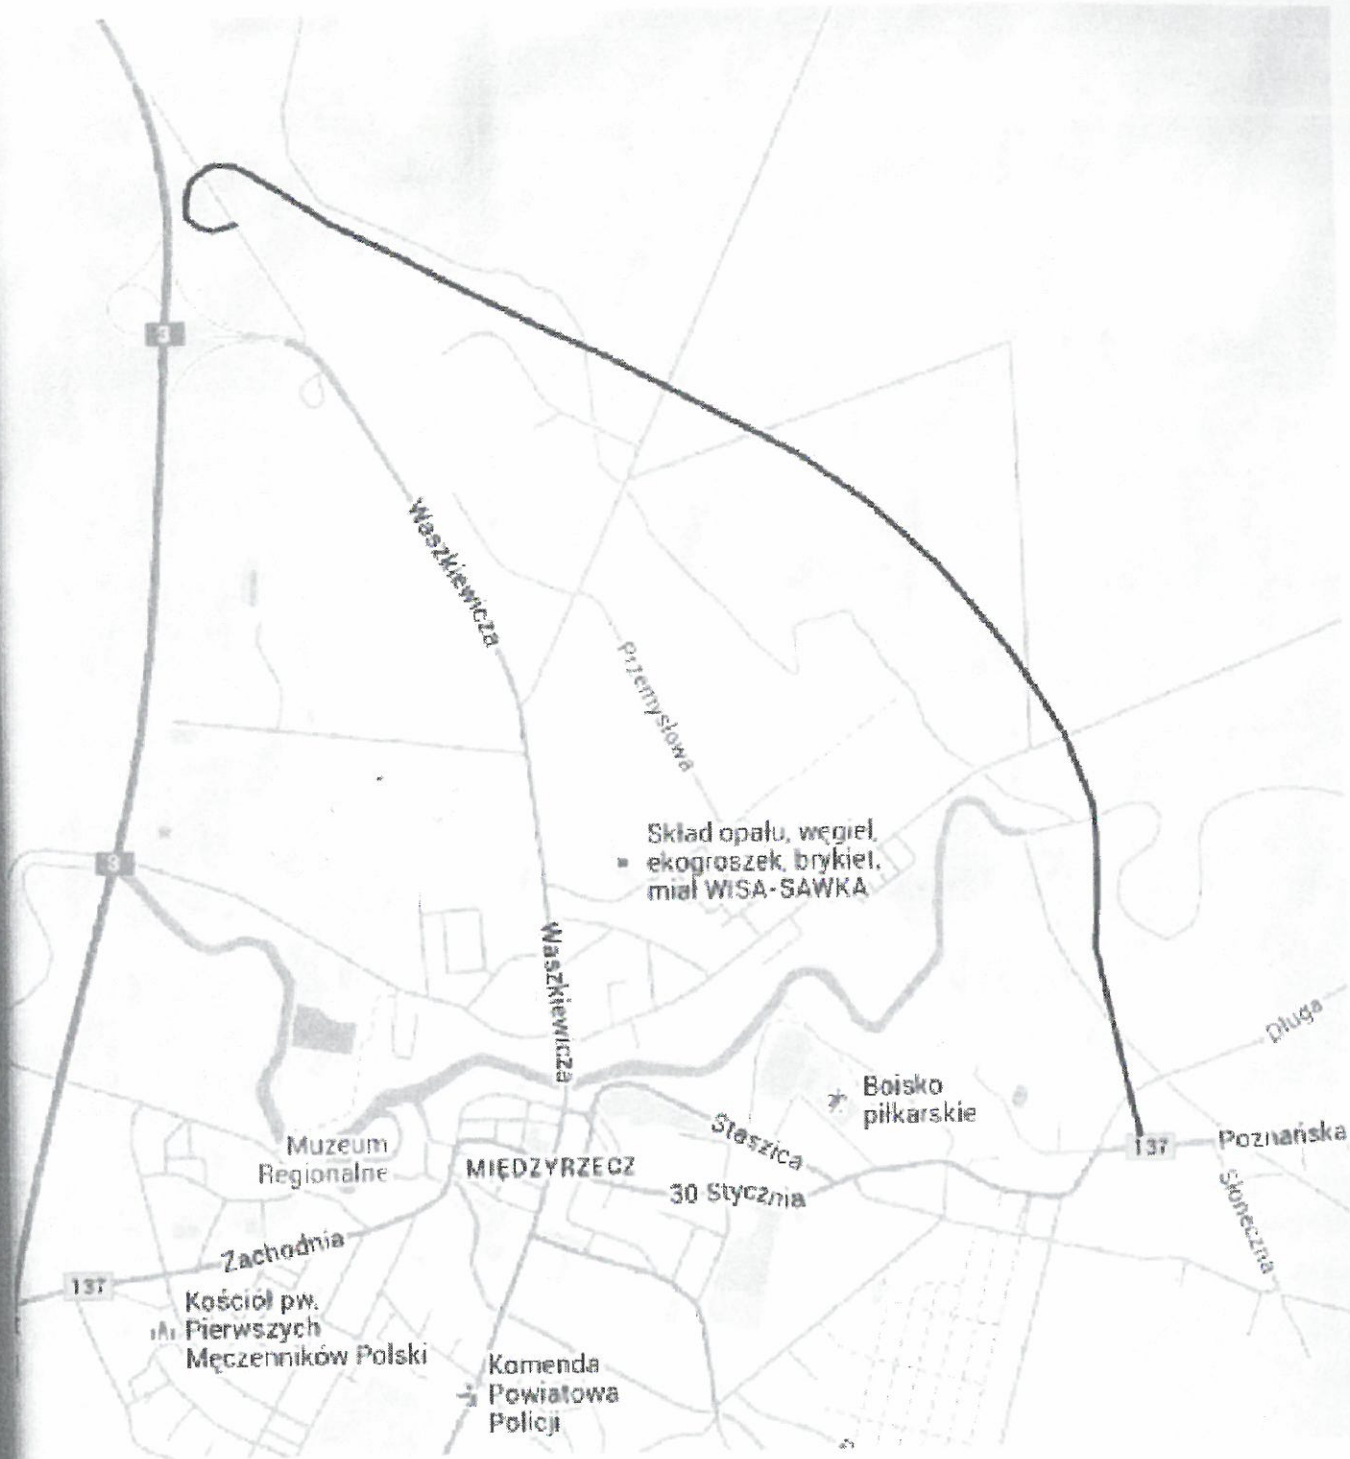 3
Waszkiewicza
Przemysłowa
Skład opału, węgiel,
ekogroszek, brykiet,
miał WISA-SAWKA
3
Waszkiewicza
Długa
Boisko
piłkarskie
Staszica
137
Poznańska
Muzeum
Regionalne
MIĘDZYRZECZ
30 Stycznia
Słoneczna
Zachodnia
137
Kościół pw.
Pierwszych
Męczenników Polski
Komenda
Powiatowa
Policji